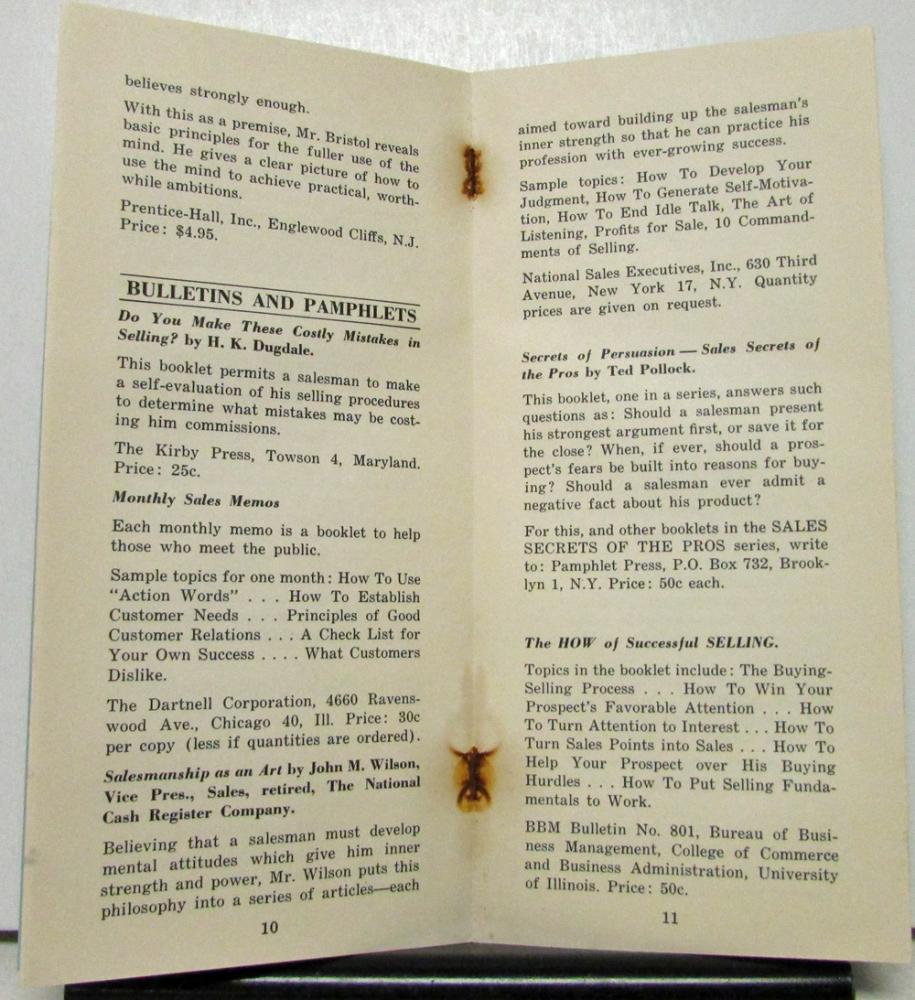 believes strongly enough.
With this as a premise, Mr. Bristol reveals
basic principles for the fuller use of the
mind. He gives a clear picture of how to
use the mind to achieve practical, worth-
while ambitions.
Prentice-Hall, Inc., Englewood Cliffs, N.J.
Price: $4.95.
BULLETINS AND PAMPHLETS
Do You Make These Costly Mistakes in
Selling? by H. K. Dugdale.
This booklet permits a salesman to make
a self-evaluation of his selling procedures
to determine what mistakes may be cost-
ing him commissions.
The Kirby Press, Towson 4, Maryland.
Price: 25c.
Monthly Sales Memos
Each monthly memo is a booklet to help
those who meet the public.
Sample topics for one month: How To Use
"Action Words" . . . How To Establish
Customer Needs . . . Principles of Good
Customer Relations . . . A Check List for
Your Own Success . . . . What Customers
Dislike.
The Dartnell Corporation, 4660 Ravens-
wood Ave., Chicago 40, Ill. Price: 30c
per copy (less if quantities are ordered).
Salesmanship as an Art by John M. Wilson,
Vice Pres., Sales, retired, The National
Cash Register Company.
Believing that a salesman must develop
mental attitudes which give him inner
strength and power, Mr. Wilson puts this
philosophy into a series of articles—each
10
aimed toward building up the salesman's
inner strength so that he can practice his
profession with ever-growing success.
Sample topics: How To Develop Your
Judgment, How To Generate Self-Motiva-
tion, How To End Idle Talk, The Art of
Listening, Profits for Sale, 10 Command-
ments of Selling.
National Sales Executives, Inc., 630 Third
Avenue, New York 17, N.Y. Quantity
prices are given on request.
Secrets of Persuasion — Sales Secrets of
the Pros by Ted Pollock.
This booklet, one in a series, answers such
questions as: Should a salesman present
his strongest argument first, or save it for
the close? When, if ever, should a pros-
pect's fears be built into reasons for buy-
ing? Should a salesman ever admit a
negative fact about his product?
For this, and other booklets in the SALES
SECRETS OF THE PROS series, write
to: Pamphlet Press, P.O. Box 732, Brook-
lyn 1, N.Y. Price: 50c each.
The HOW of Successful SELLING.
Topics in the booklet include: The Buying-
Selling Process . . . How To Win Your
Prospect's Favorable Attention . . . How
To Turn Attention to Interest . . . How To
Turn Sales Points into Sales . . . How To
Help Your Prospect over His Buying
Hurdles . . . How To Put Selling Funda-
mentals to Work.
BBM Bulletin No. 801, Bureau of Busi-
ness Management, College of Commerce
and Business Administration, University
of Illinois. Price: 50c.
11